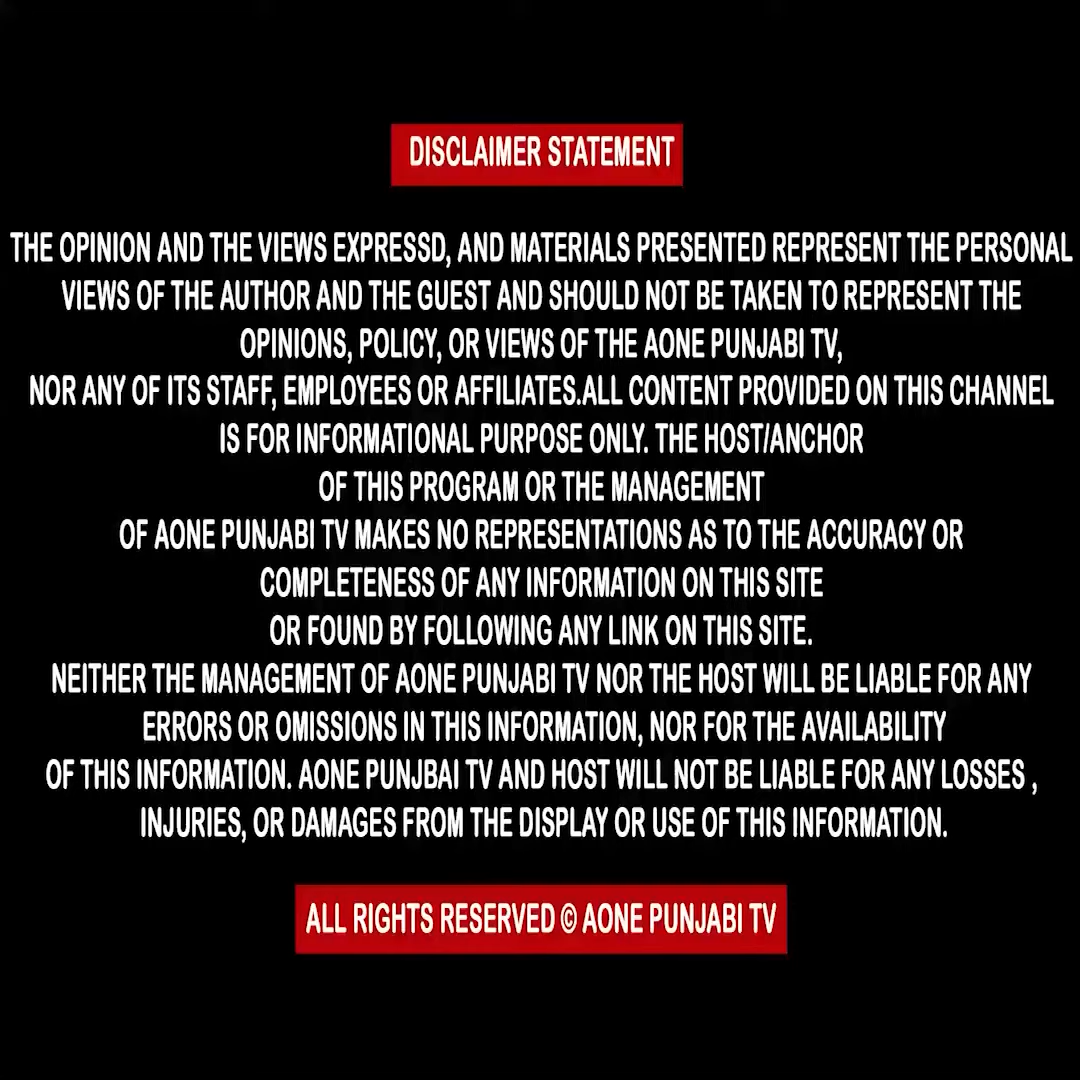 DISCLAIMER STATEMENT
THE OPINION AND THE VIEWS EXPRESSD, AND MATERIALS PRESENTED REPRESENT THE PERSONAL
VIEWS OF THE AUTHOR AND THE GUEST AND SHOULD NOT BE TAKEN TO REPRESENT THE
OPINIONS, POLICY, OR VIEWS OF THE AONE PUNJABI TV,
NOR ANY OF ITS STAFF, EMPLOYEES OR AFFILIATES.ALL CONTENT PROVIDED ON THIS CHANNEL
IS FOR INFORMATIONAL PURPOSE ONLY. THE HOST/ANCHOR
OF THIS PROGRAM OR THE MANAGEMENT
OF AONE PUNJABI TV MAKES NO REPRESENTATIONS AS TO THE ACCURACY OR
COMPLETENESS OF ANY INFORMATION ON THIS SITE
OR FOUND BY FOLLOWING ANY LINK ON THIS SITE.
NEITHER THE MANAGEMENT OF AONE PUNJABI TV NOR THE HOST WILL BE LIABLE FOR ANY
ERRORS OR OMISSIONS IN THIS INFORMATION, NOR FOR THE AVAILABILITY
OF THIS INFORMATION. AONE PUNJBAI TV AND HOST WILL NOT BE LIABLE FOR ANY LOSSES ,
INJURIES, OR DAMAGES FROM THE DISPLAY OR USE OF THIS INFORMATION.
ALL RIGHTS RESERVED © AONE PUNJABI TV